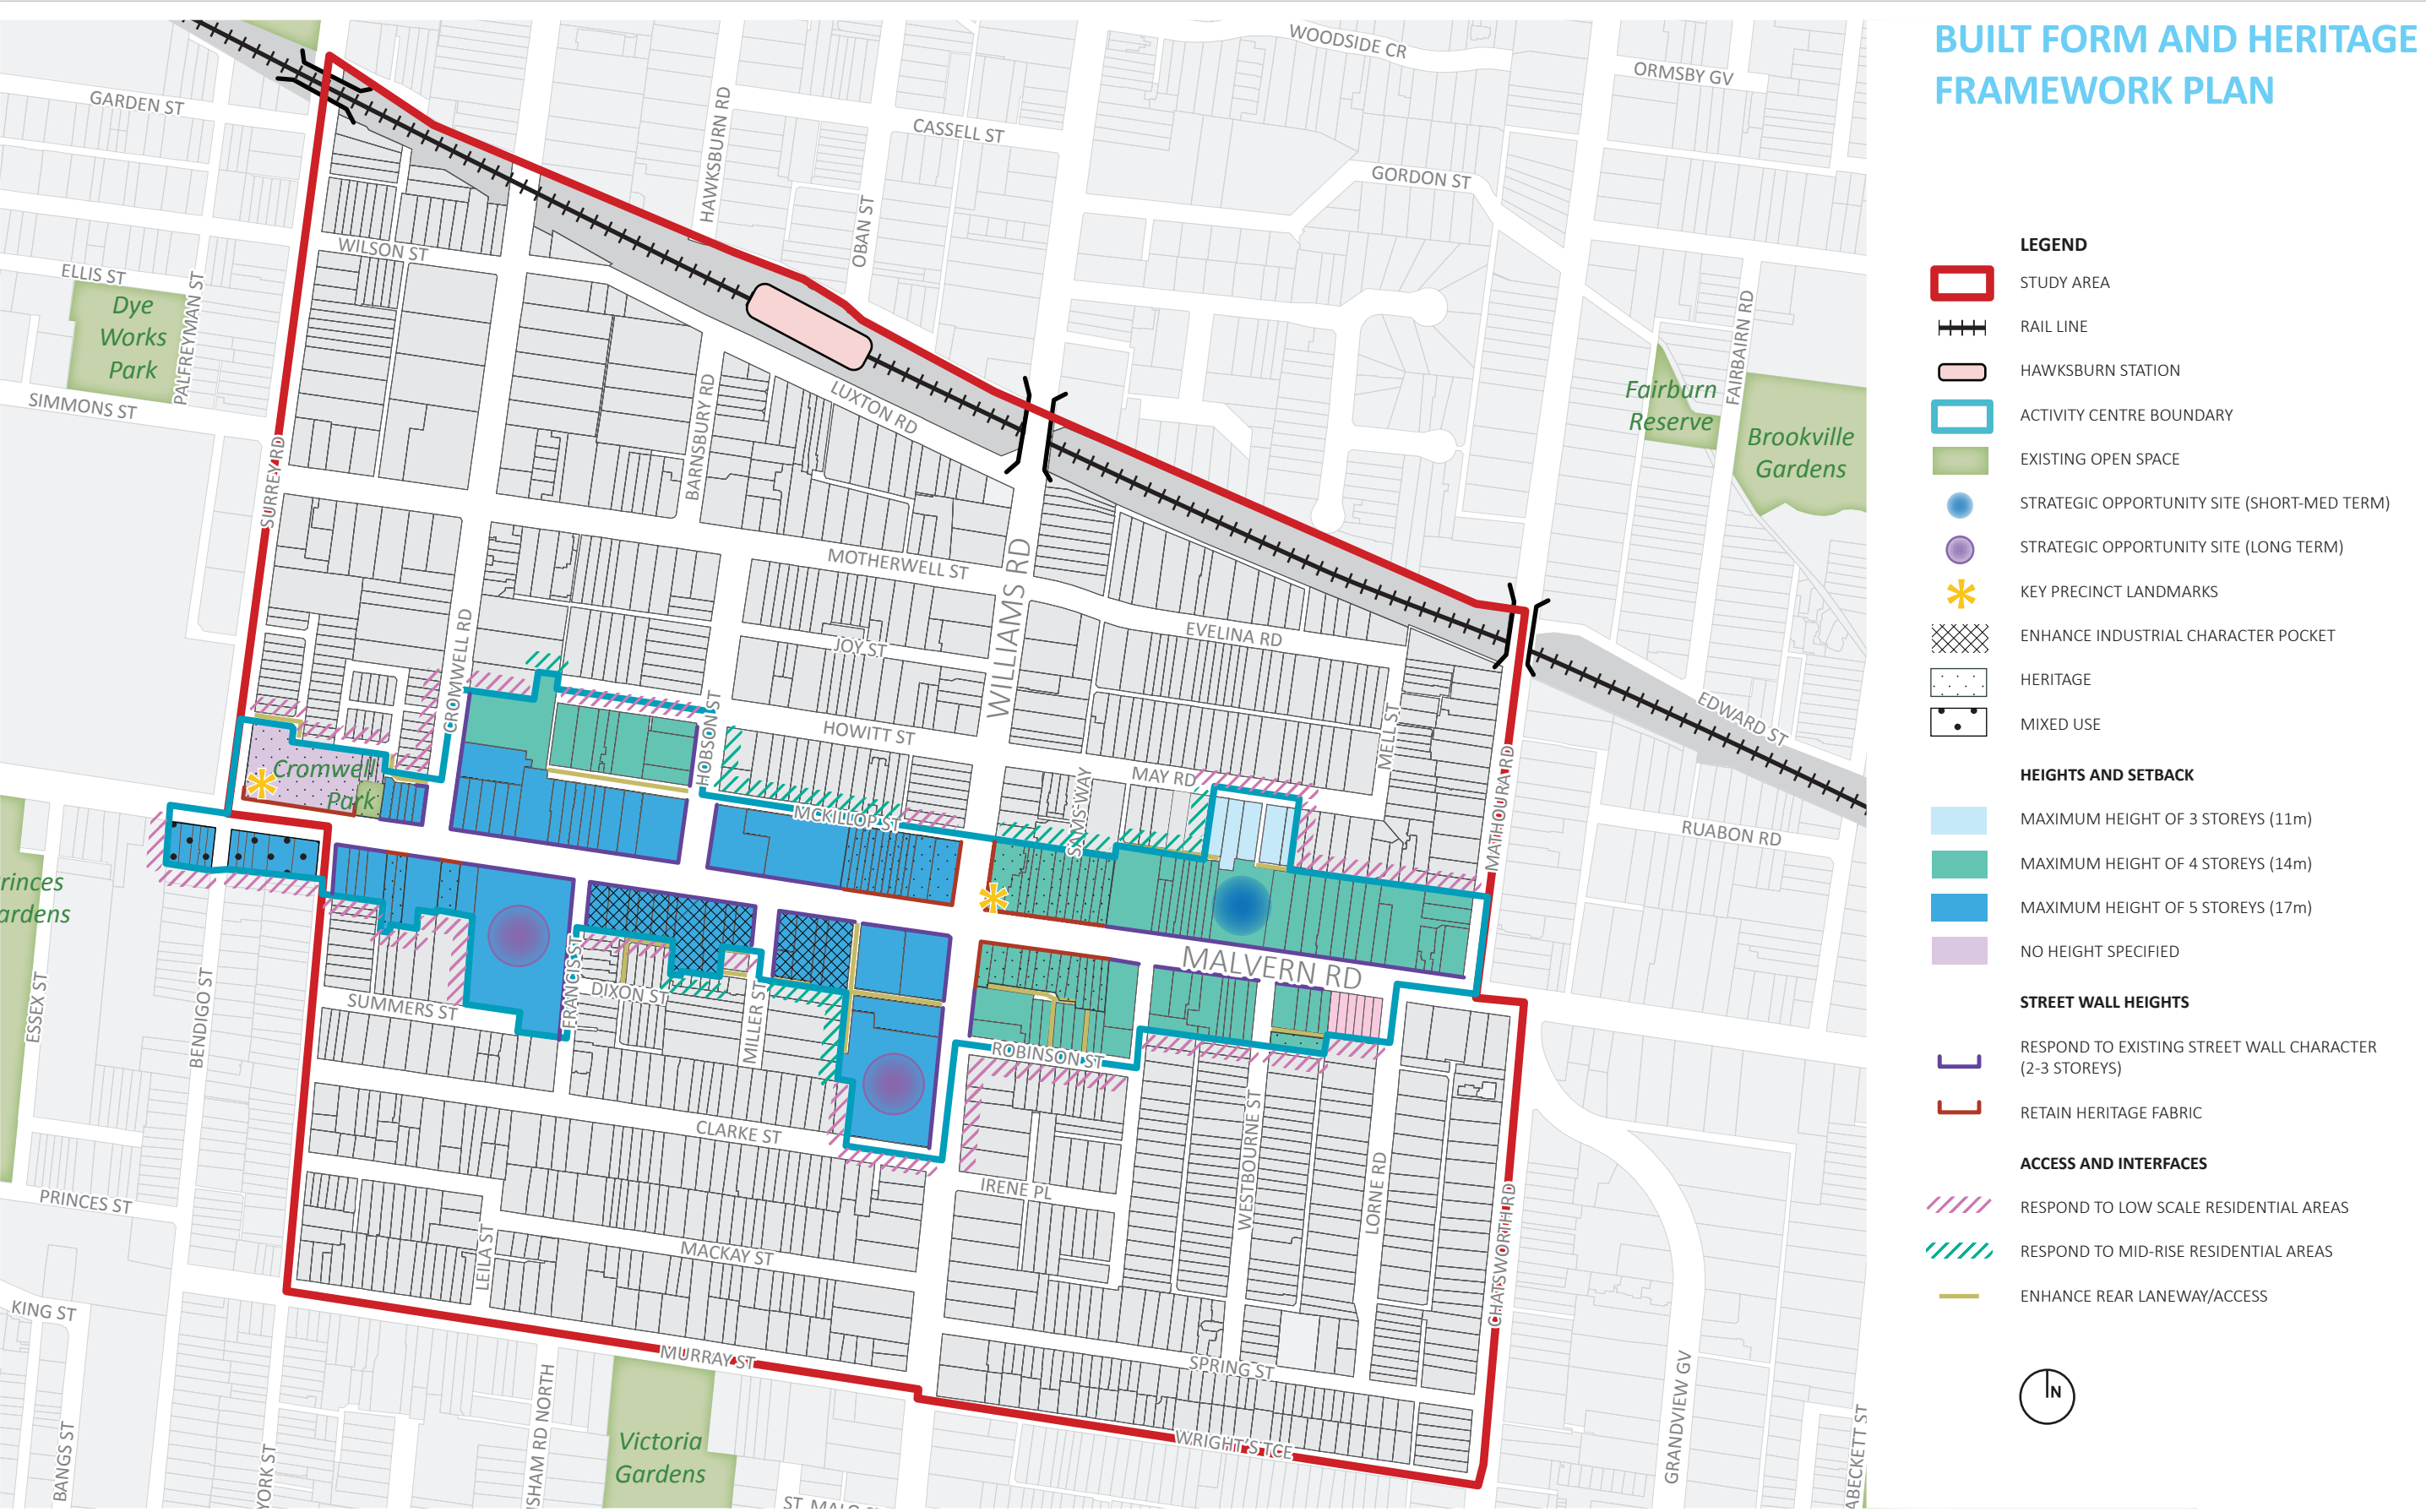 BUILT FORM AND HERITAGE
FRAMEWORK PLAN
WOODSIDE CR
ORMSBY GV
GARDEN ST
HAWKSBURN RD
CASSELL ST
GORDON ST
OBAN ST
WILSON ST
ELLIS ST
PALFREYMAN ST
Dye
Works
Park
SIMMONS ST
SURREY RD
BARNSBURY RD
LUXTON RD
Fairburn
Reserve
FAIRBAIRN RD
Brookville
Gardens
MOTHERWELL ST
WILLIAMS RD
CROMWELL RD
JOY ST
EVELINA RD
EDWARD ST
HOBSON ST
HOWITT ST
MELL ST
MAY RD
SAMS WAY
MATHOURA RD
RUABON RD
Cromwell
Park
MCKILLOP ST
MALVERN RD
rinces
ardens
ESSEX ST
BENDIGO ST
SUMMERS ST
FRANCIS ST
DIXON ST
MILLER ST
ROBINSON ST
CLARKE ST
WESTBOURNE ST
LORNE RD
CHATSWORTH RD
IRENE PL
PRINCES ST
LEILA ST
MACKAY ST
KING ST
MURRAY ST
SPRING ST
WRIGHT'S TCE
GRANDVIEW GV
BANGS ST
YORK ST
ISHAM RD NORTH
Victoria
Gardens
ST MALO
ABECKETT ST
LEGEND
STUDY AREA
RAIL LINE
HAWKSBURN STATION
ACTIVITY CENTRE BOUNDARY
EXISTING OPEN SPACE
STRATEGIC OPPORTUNITY SITE (SHORT-MED TERM)
STRATEGIC OPPORTUNITY SITE (LONG TERM)
KEY PRECINCT LANDMARKS
ENHANCE INDUSTRIAL CHARACTER POCKET
HERITAGE
MIXED USE
HEIGHTS AND SETBACK
MAXIMUM HEIGHT OF 3 STOREYS (11m)
MAXIMUM HEIGHT OF 4 STOREYS (14m)
MAXIMUM HEIGHT OF 5 STOREYS (17m)
NO HEIGHT SPECIFIED
STREET WALL HEIGHTS
RESPOND TO EXISTING STREET WALL CHARACTER
(2-3 STOREYS)
RETAIN HERITAGE FABRIC
ACCESS AND INTERFACES
RESPOND TO LOW SCALE RESIDENTIAL AREAS
RESPOND TO MID-RISE RESIDENTIAL AREAS
ENHANCE REAR LANEWAY/ACCESS
N